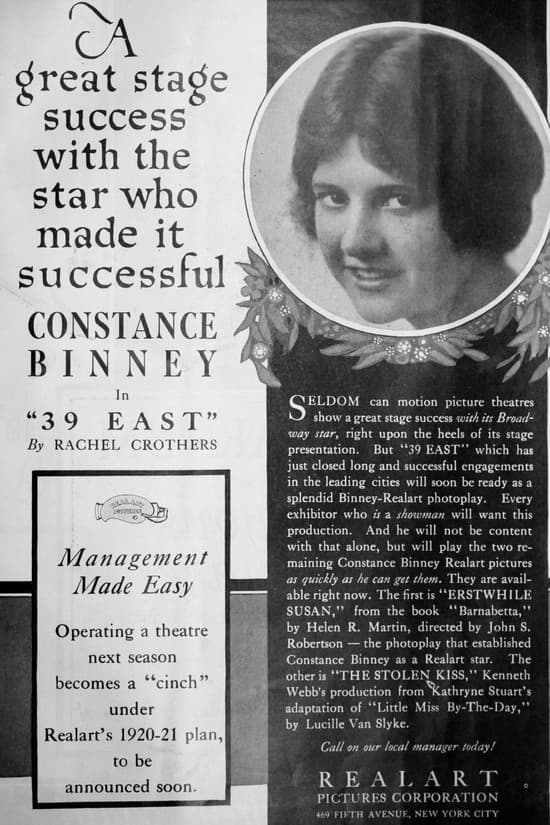 A
great stage
success
with the
star who
made it
successful
CONSTANCE
BINNEY
In
“39 EAST”
By RACHEL CROTHERS
REALART
PICTURES
Management
Made Easy
Operating a theatre
next season
becomes a “cinch”
under
Realart's 1920-21 plan,
to be
announced soon.
SELDOM can motion picture theatres
show a great stage success with its Broad-
way star, right upon the heels of its stage
presentation. But “39 EAST” which has
just closed long and successful engagements
in the leading cities will soon be ready as a
splendid Binney-Realart photoplay. Every
exhibitor who is a showman will want this
production. And he will not be content
with that alone, but will play the two re-
maining Constance Binney Realart pictures
as quickly as he can get them. They are avail-
able right now. The first is “ERSTWHILE
SUSAN,” from the book “Barnabetta,”
by Helen R. Martin, directed by John S.
Robertson — the photoplay that established
Constance Binney as a Realart star. The
other is “THE STOLEN KISS,” Kenneth
Webb's production from Kathryne Stuart's
adaptation of “Little Miss By-The-Day,”
by Lucille Van Slyke.
Call on our local manager today!
REALART
PICTURES CORPORATION
469 FIFTH AVENUE, NEW YORK CITY